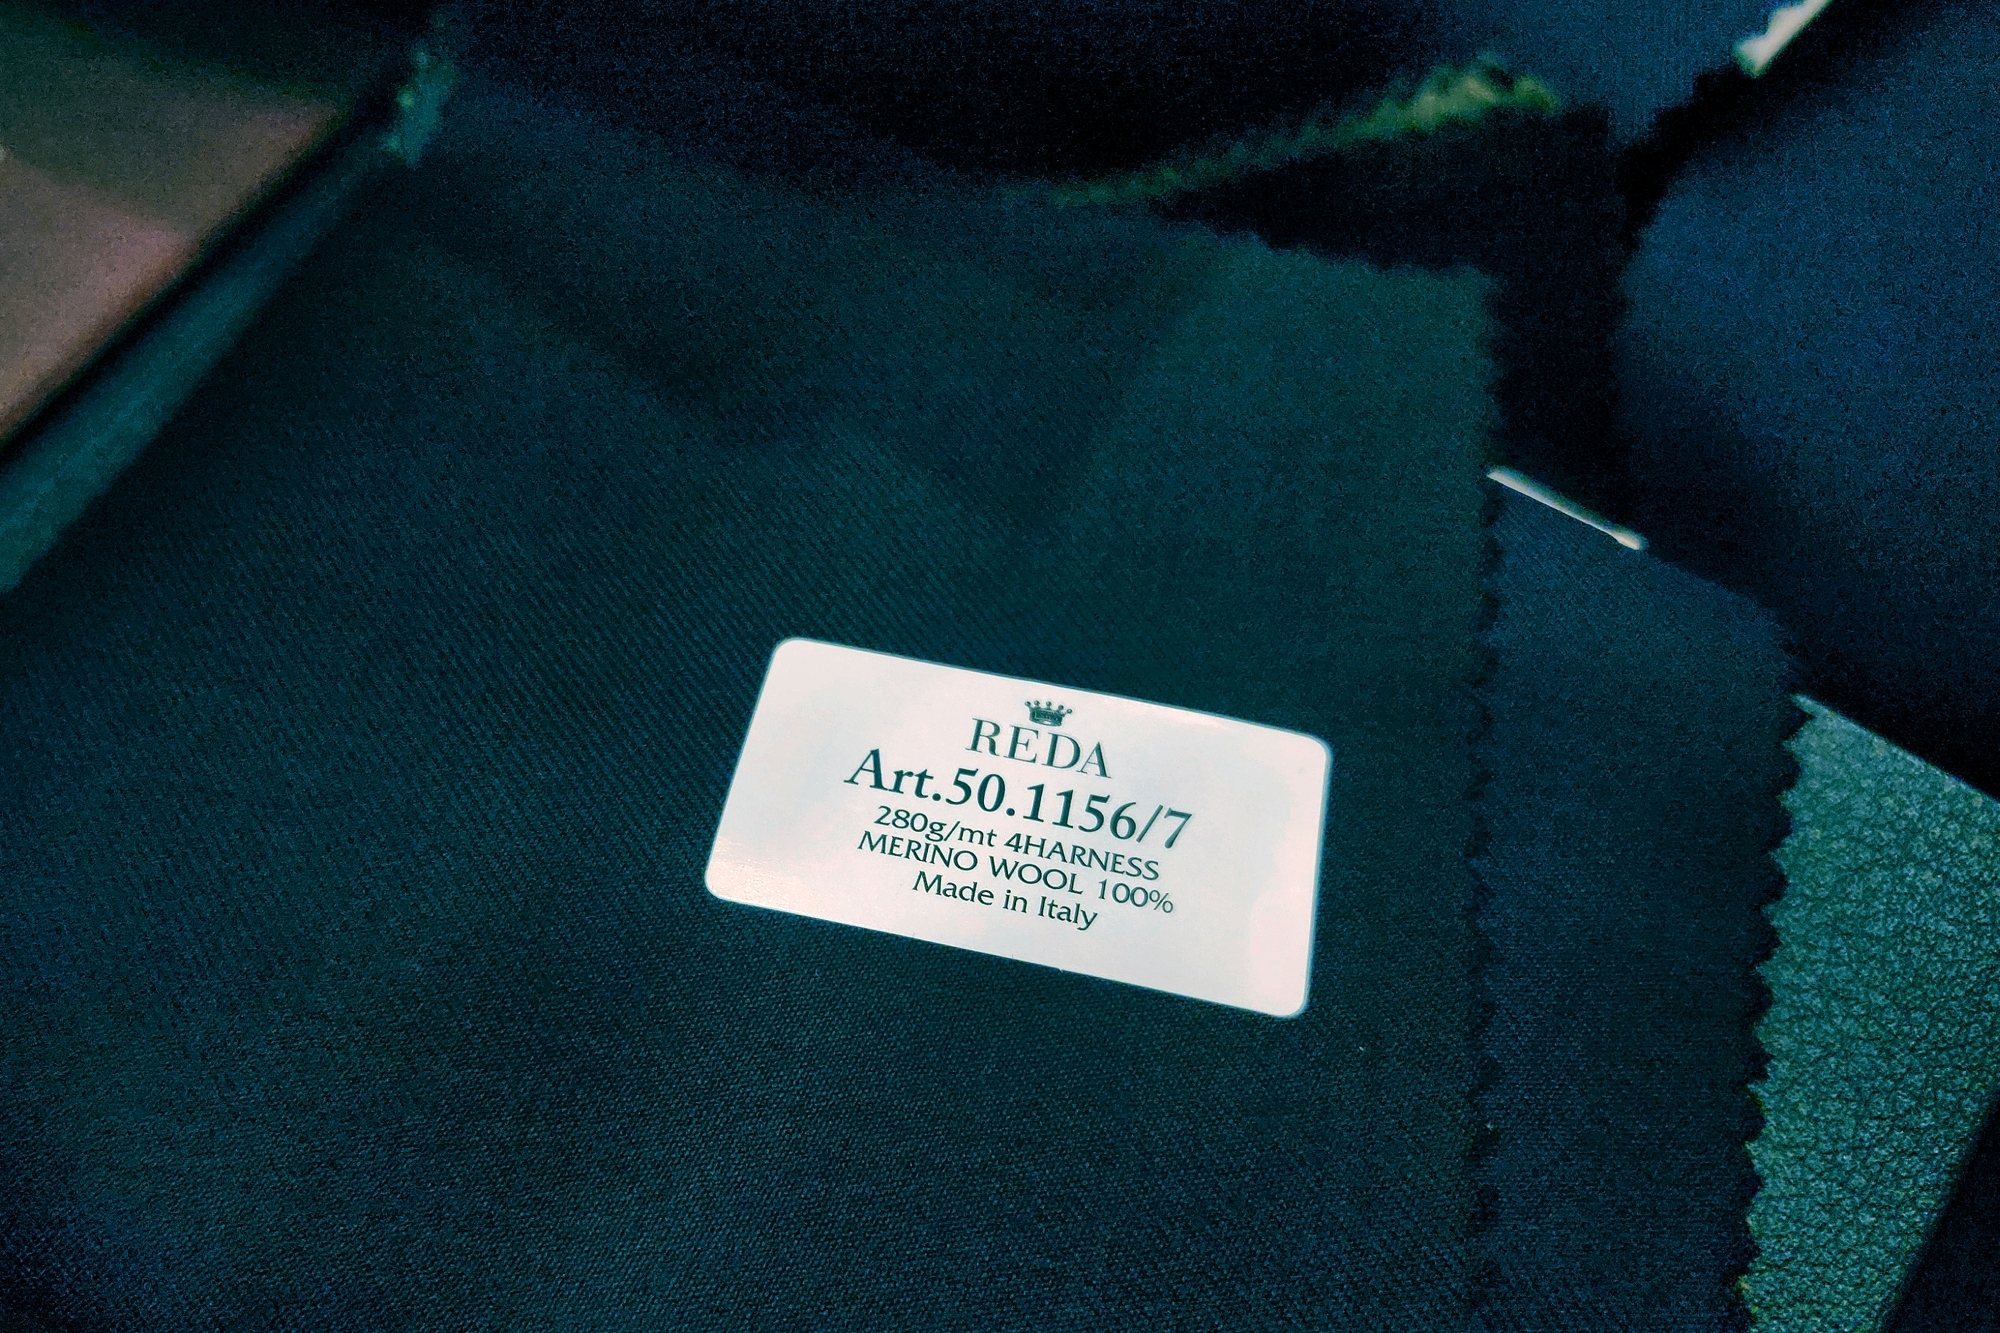 REDA
Art.50.1156/7
280g/mt 4HARNESS
MERINO WOOL 100%
Made in Italy